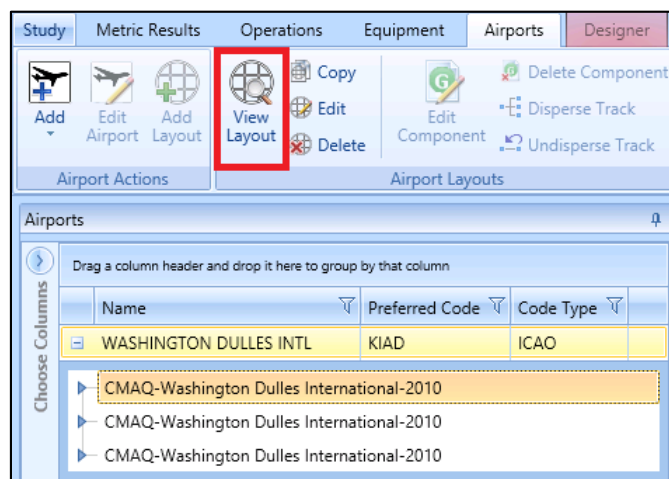 Study Metric Results Operations Equipment Airports Designer
Add
Edit Airport
Add Layout
View Layout
Copy
Edit
Delete
Edit Component
Delete Component
Disperse Track
Undisperse Track
Airport Actions
Airport Layouts
Airports
Choose Columns
Drag a column header and drop it here to group by that column
Name Preferred Code Code Type
WASHINGTON DULLES INTL KIAD ICAO
CMAQ-Washington Dulles International-2010
CMAQ-Washington Dulles International-2010
CMAQ-Washington Dulles International-2010